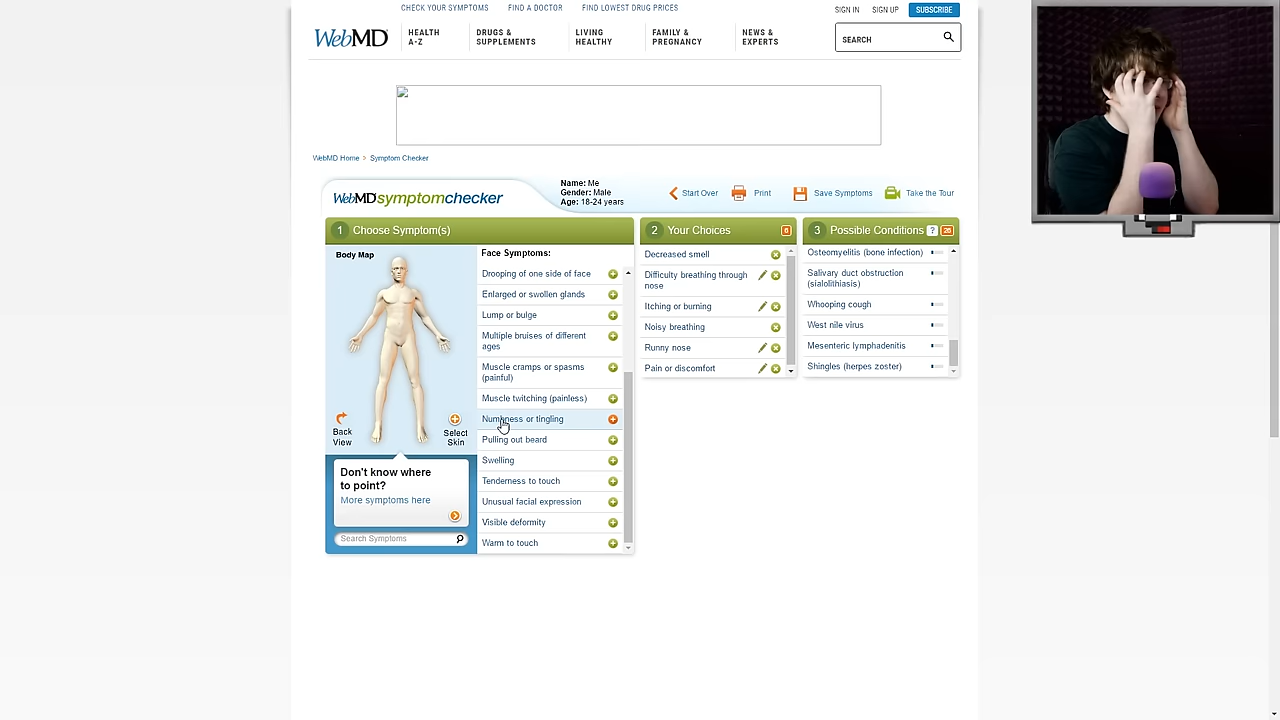 CHECK YOUR SYMPTOMS FIND A DOCTOR FIND LOWEST DRUG PRICES
SIGN IN SIGN UP SUBSCRIBE
WebMD
HEALTH
A-Z
DRUGS &
SUPPLEMENTS
LIVING
HEALTHY
FAMILY &
PREGNANCY
NEWS &
EXPERTS
SEARCH
WebMD Home > Symptom Checker
WebMD symptomchecker
Name: Me
Gender: Male
Age: 18-24 years
Start Over
Print
Save Symptoms
Take the Tour
1 Choose Symptom(s)
Body Map
Back
View
Select
Skin
Don't know where
to point?
More symptoms here
Search Symptoms
Face Symptoms:
Drooping of one side of face
Enlarged or swollen glands
Lump or bulge
Multiple bruises of different
ages
Muscle cramps or spasms
(painful)
Muscle twitching (painless)
Numbness or tingling
Pulling out beard
Swelling
Tenderness to touch
Unusual facial expression
Visible deformity
Warm to touch
2 Your Choices 6
Decreased smell
Difficulty breathing through
nose
Itching or burning
Noisy breathing
Runny nose
Pain or discomfort
3 Possible Conditions ? 26
Osteomyelitis (bone infection)
Salivary duct obstruction
(sialolithiasis)
Whooping cough
West nile virus
Mesenteric lymphadenitis
Shingles (herpes zoster)